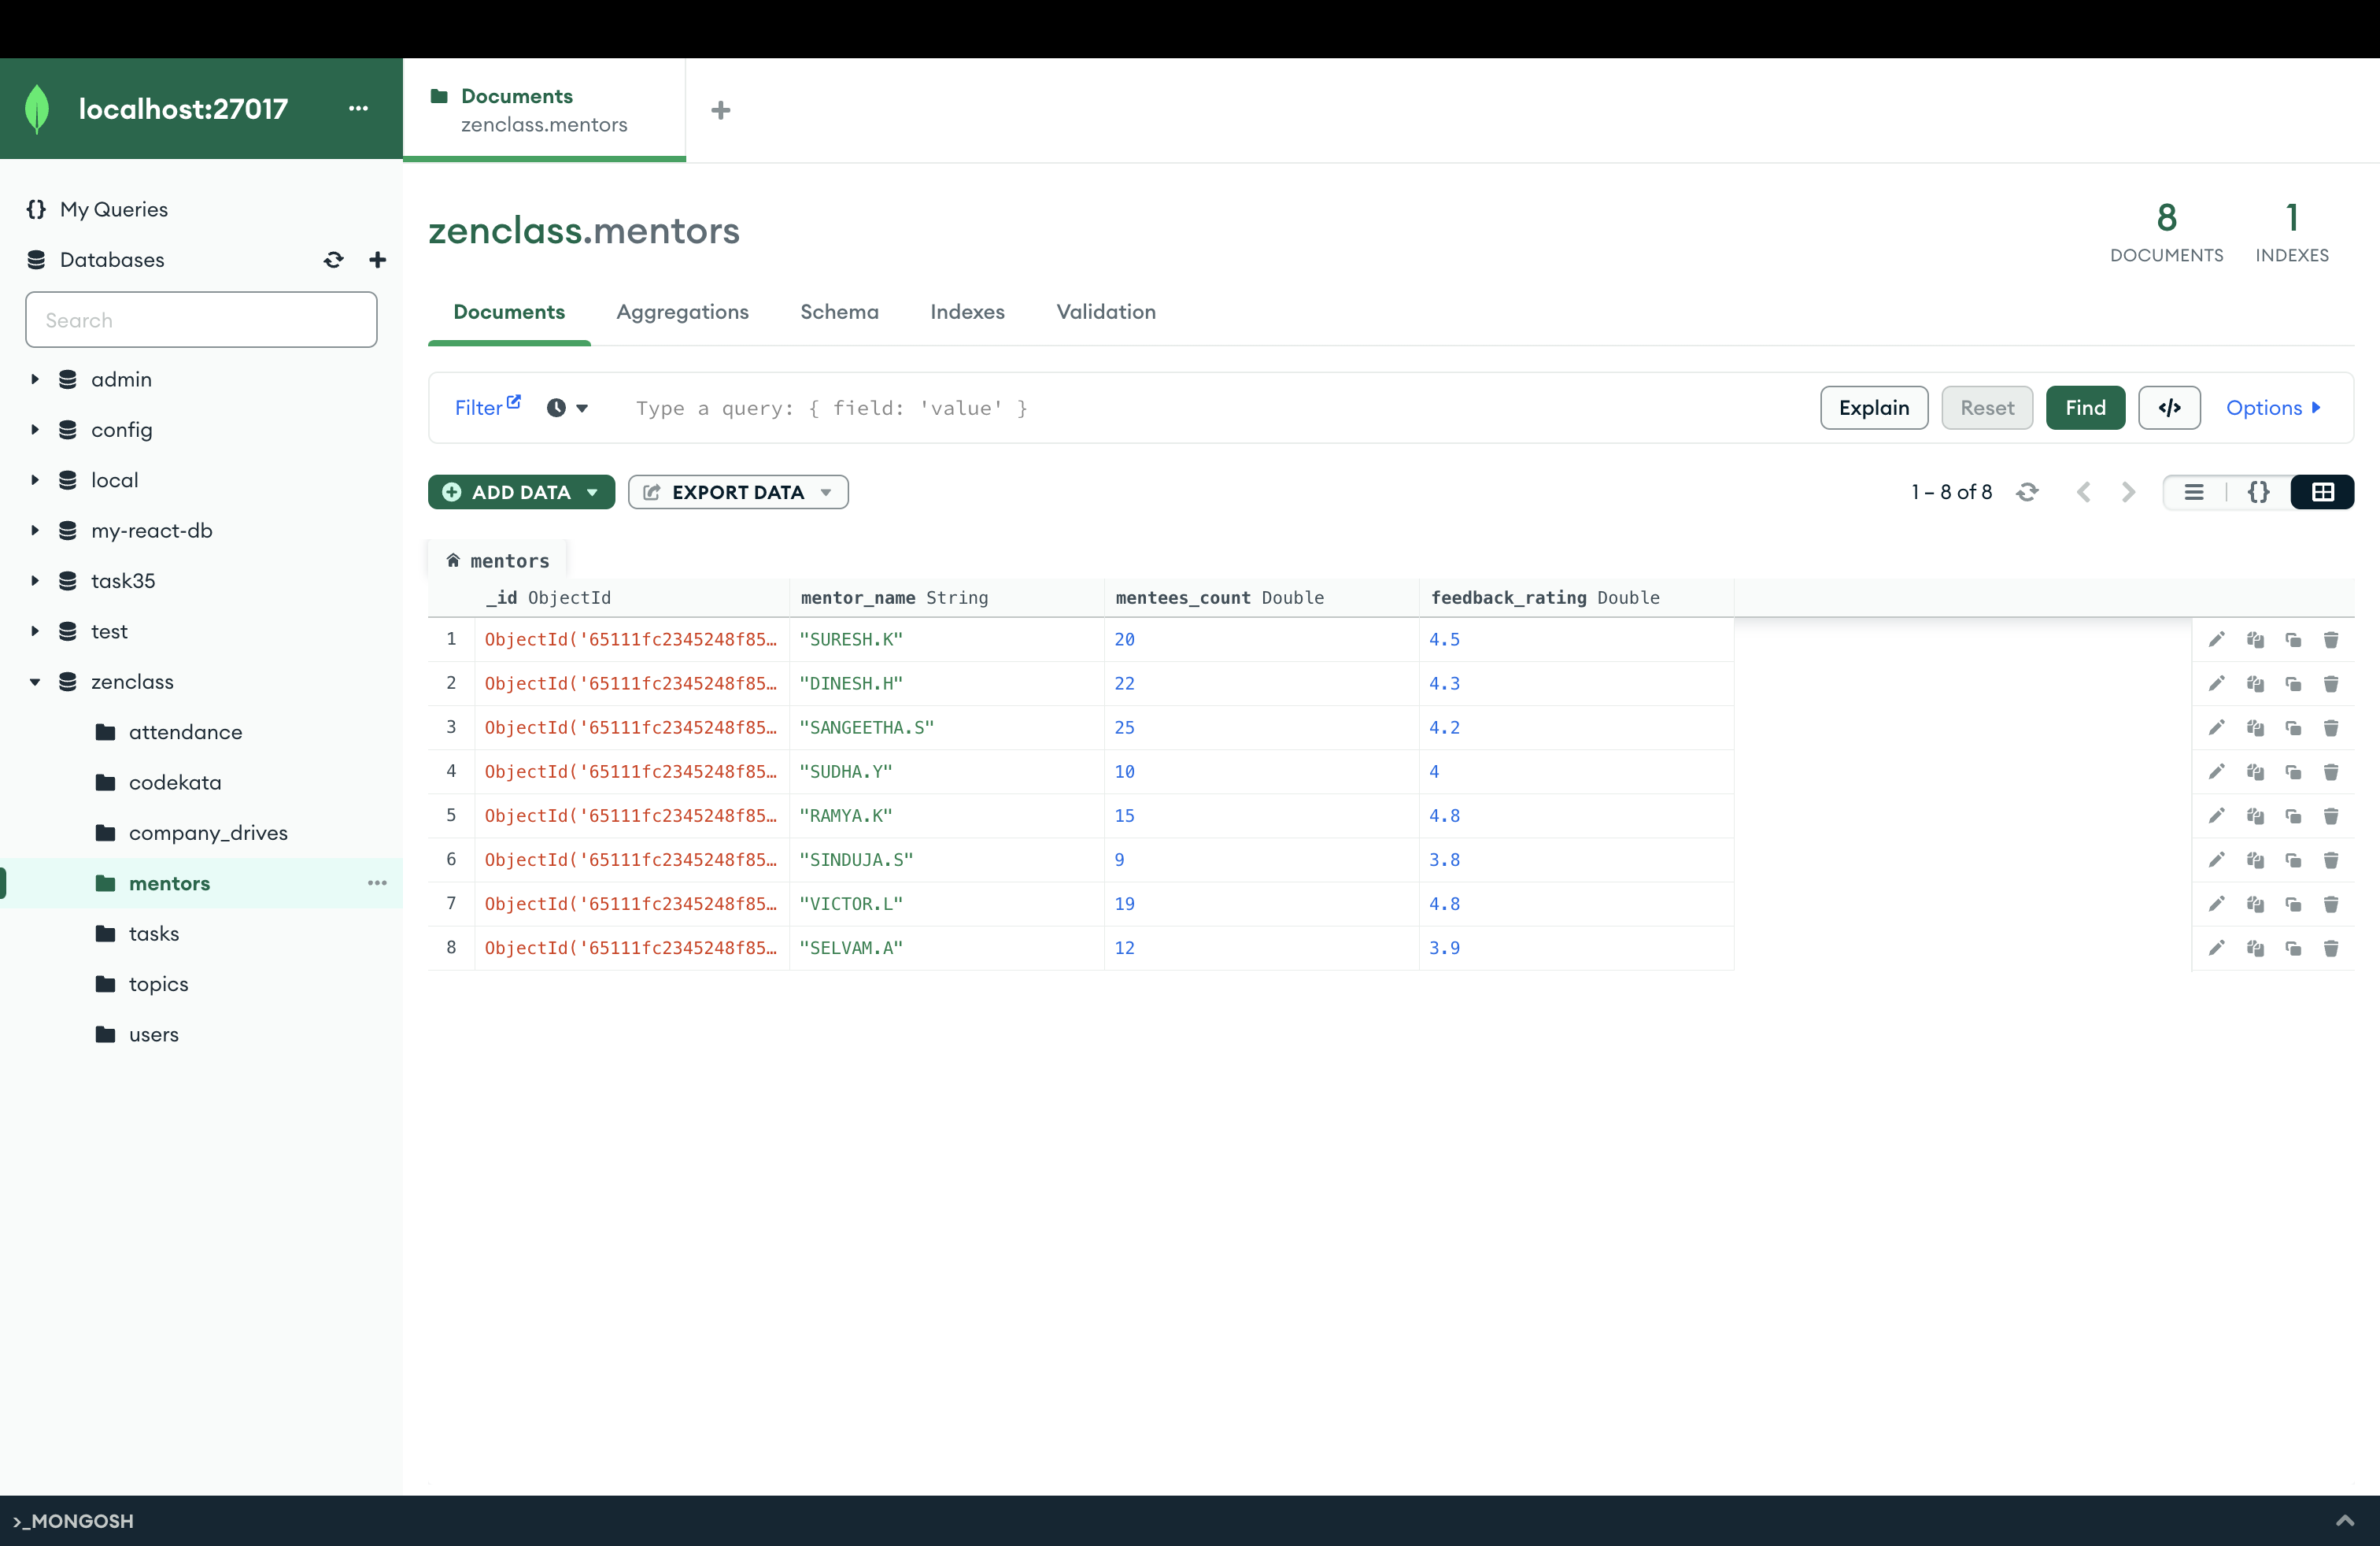 localhost:27017 ...
Documents
zenclass.mentors
+
{} My Queries
Databases
Search
admin
config
local
my-react-db
task35
test
zenclass
attendance
codekata
company_drives
mentors ...
tasks
topics
users
zenclass.mentors
8
DOCUMENTS
1
INDEXES
Documents Aggregations Schema Indexes Validation
Filter Type a query: { field: 'value' } Explain Reset Find </> Options
ADD DATA EXPORT DATA 1 – 8 of 8 {}
mentors
_id ObjectId mentor_name String mentees_count Double feedback_rating Double
1 ObjectId('65111fc2345248f85… "SURESH.K" 20 4.5
2 ObjectId('65111fc2345248f85… "DINESH.H" 22 4.3
3 ObjectId('65111fc2345248f85… "SANGEETHA.S" 25 4.2
4 ObjectId('65111fc2345248f85… "SUDHA.Y" 10 4
5 ObjectId('65111fc2345248f85… "RAMYA.K" 15 4.8
6 ObjectId('65111fc2345248f85… "SINDUJA.S" 9 3.8
7 ObjectId('65111fc2345248f85… "VICTOR.L" 19 4.8
8 ObjectId('65111fc2345248f85… "SELVAM.A" 12 3.9
>_MONGOSH